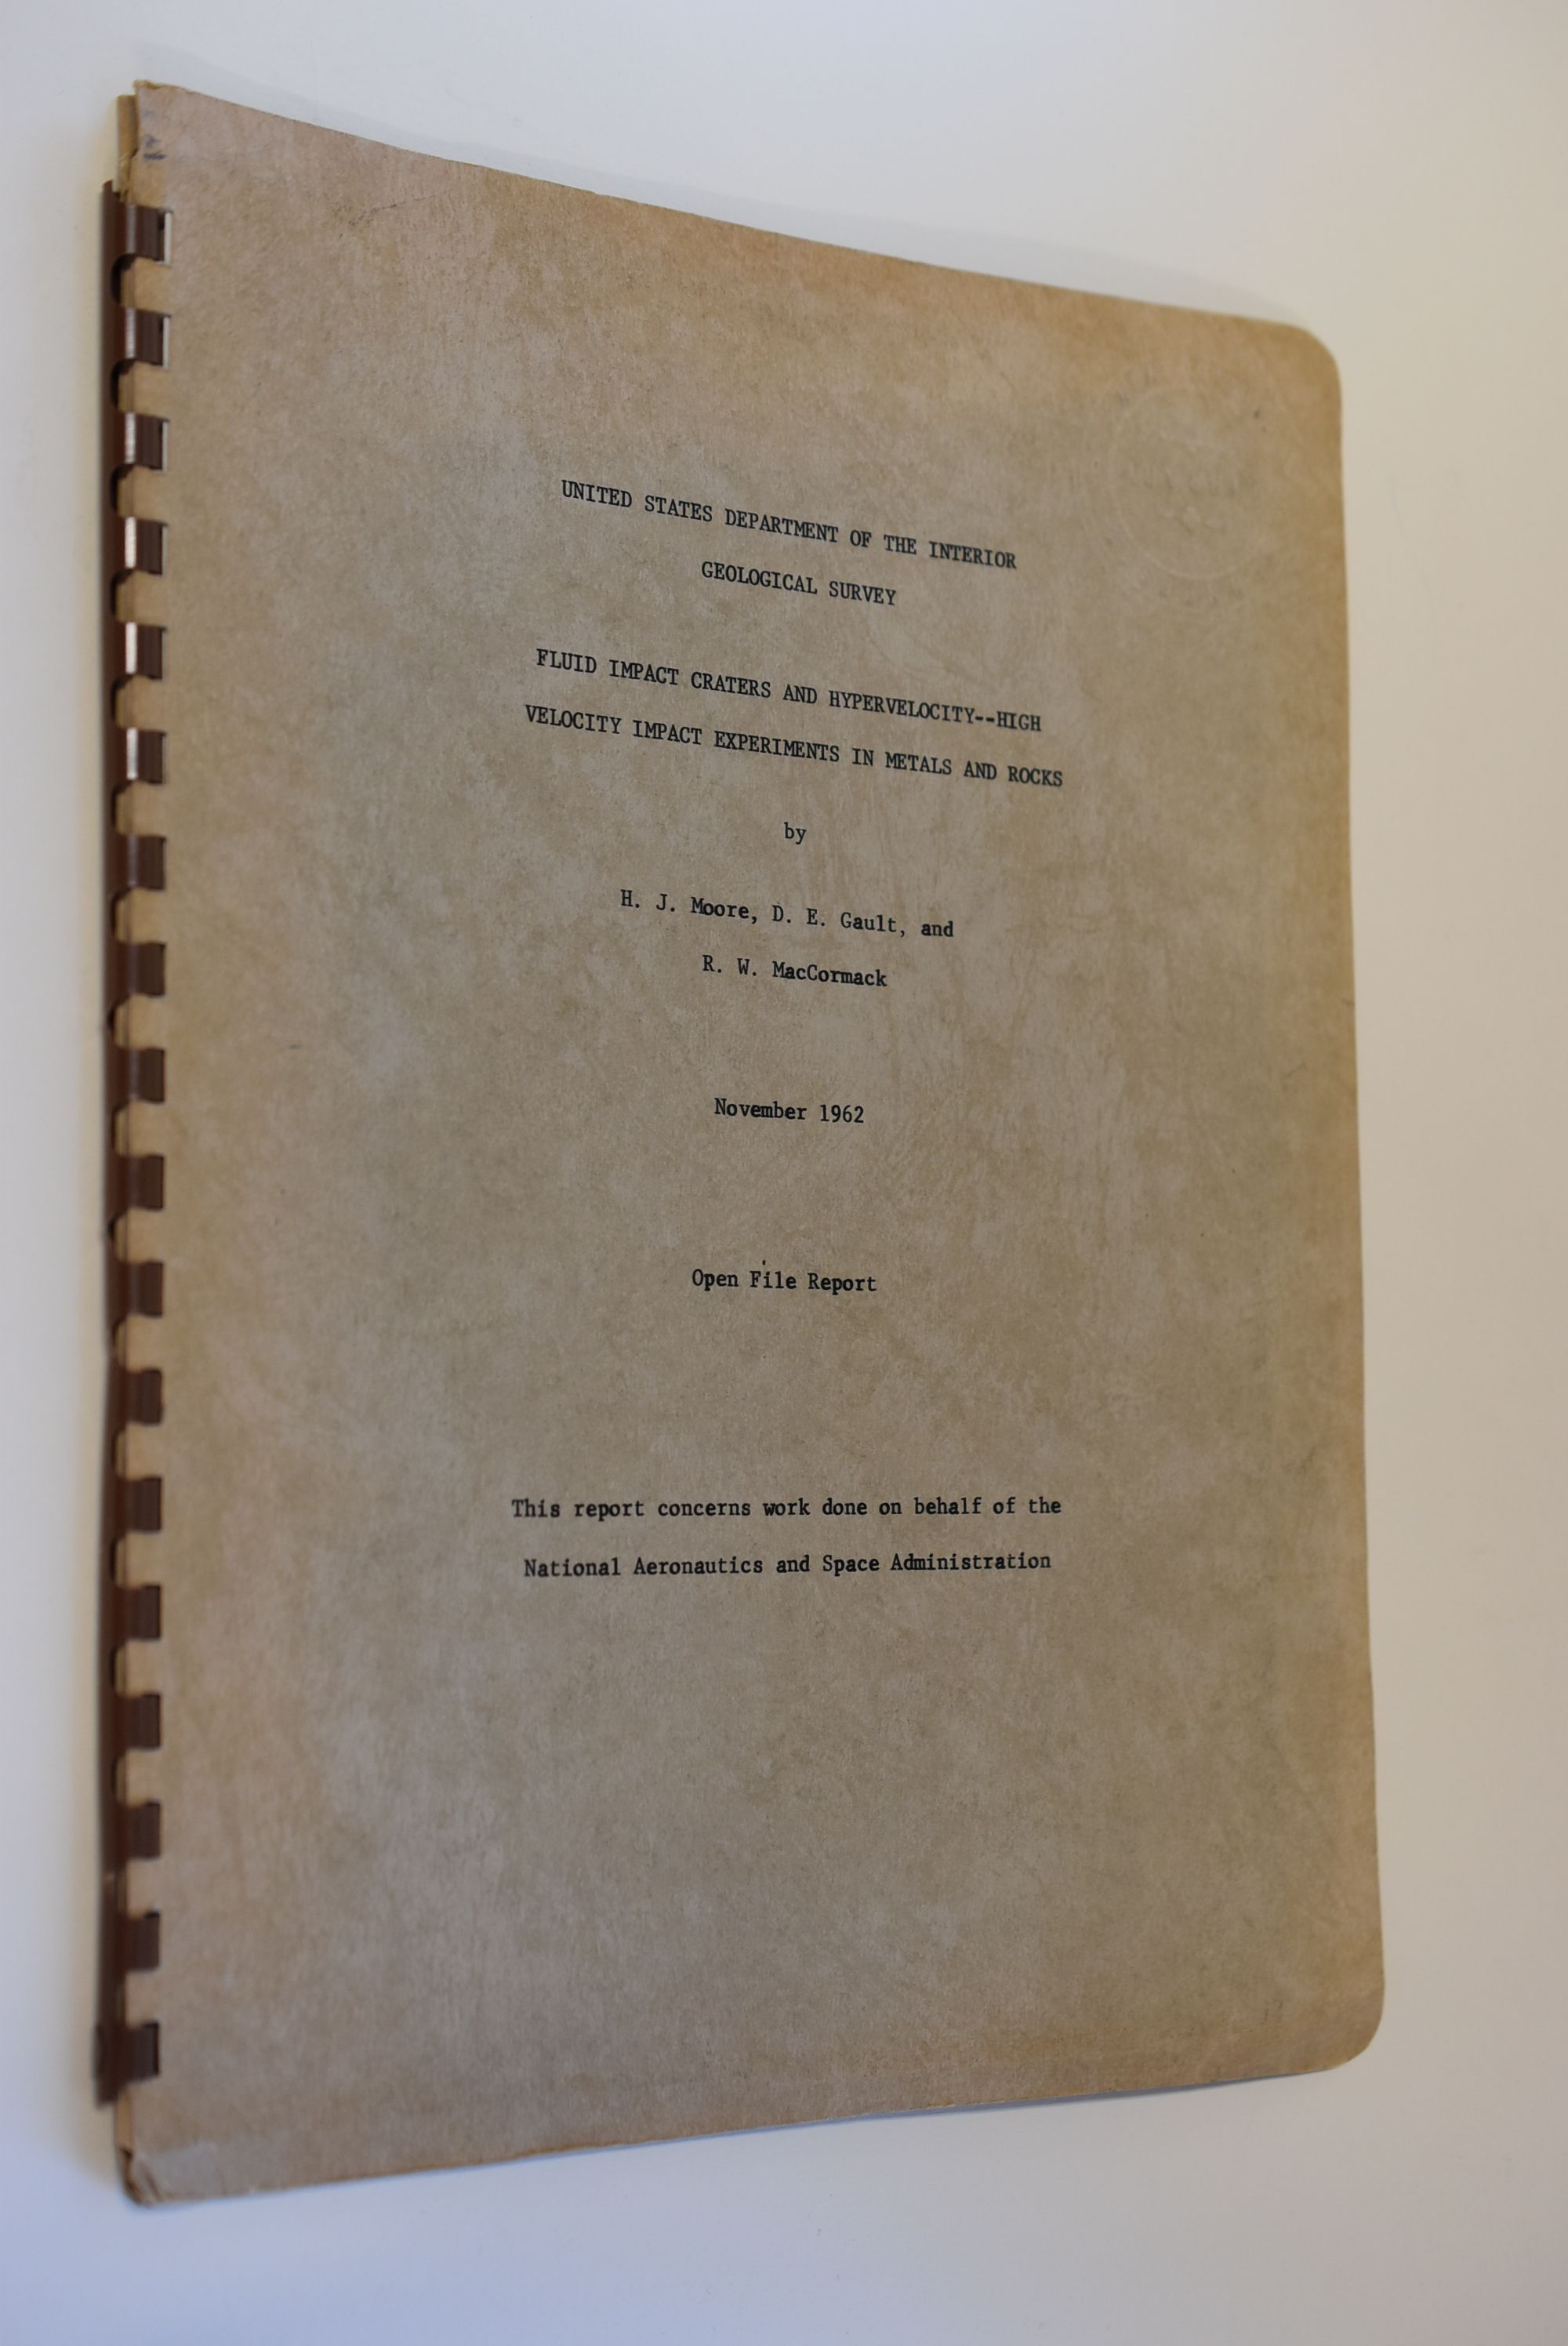 UNITED STATES DEPARTMENT OF THE INTERIOR
GEOLOGICAL SURVEY
FLUID IMPACT CRATERS AND HYPERVELOCITY--HIGH
VELOCITY IMPACT EXPERIMENTS IN METALS AND ROCKS
by
H. J. Moore, D. E. Gault, and
R. W. MacCormack
November 1962
Open File Report
This report concerns work done on behalf of the
National Aeronautics and Space Administration